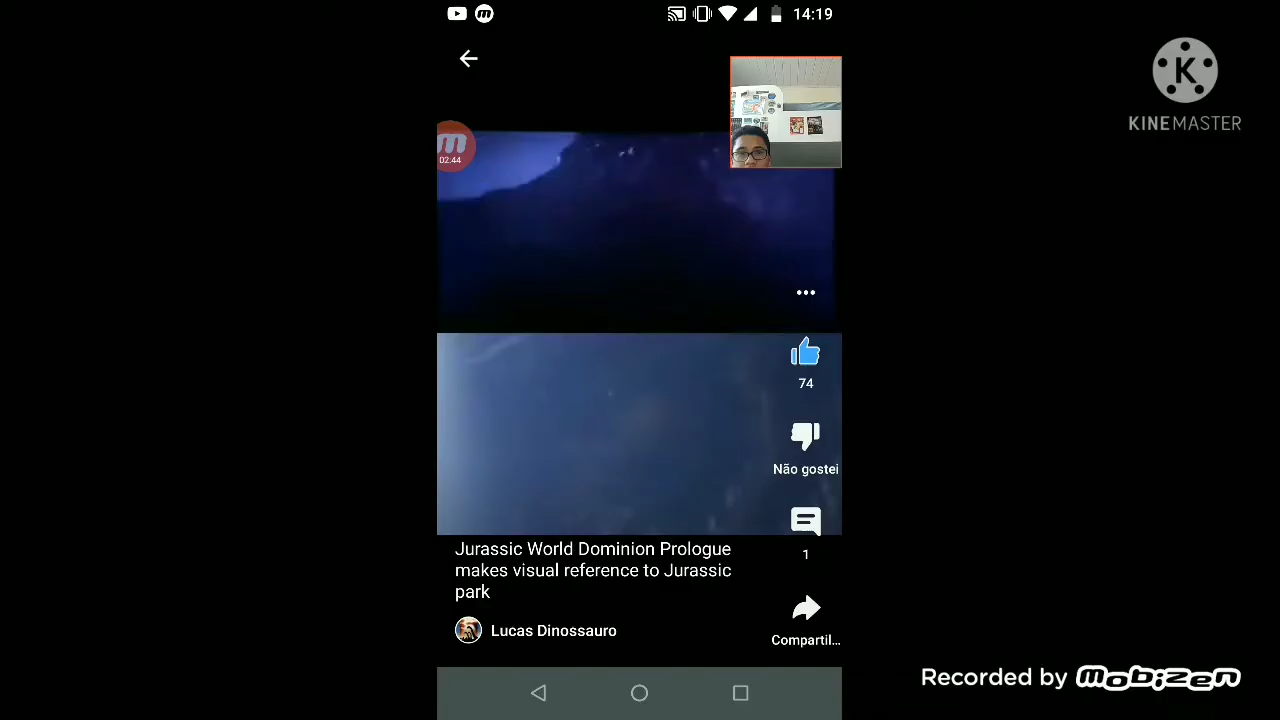 14:19
K
KINEMASTER
02:44
74
Não gostei
1
Jurassic World Dominion Prologue
makes visual reference to Jurassic
park
Compartil...
Lucas Dinossauro
Recorded by mobizen